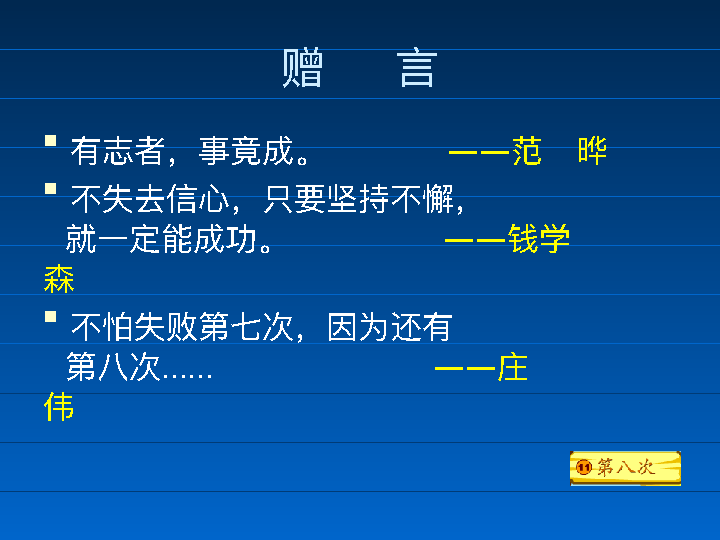 赠　言
有志者，事竟成。　——范　晔
不失去信心，只要坚持不懈，
就一定能成功。　——钱学
森
不怕失败第七次，因为还有
第八次……　——庄
伟
11 第八次